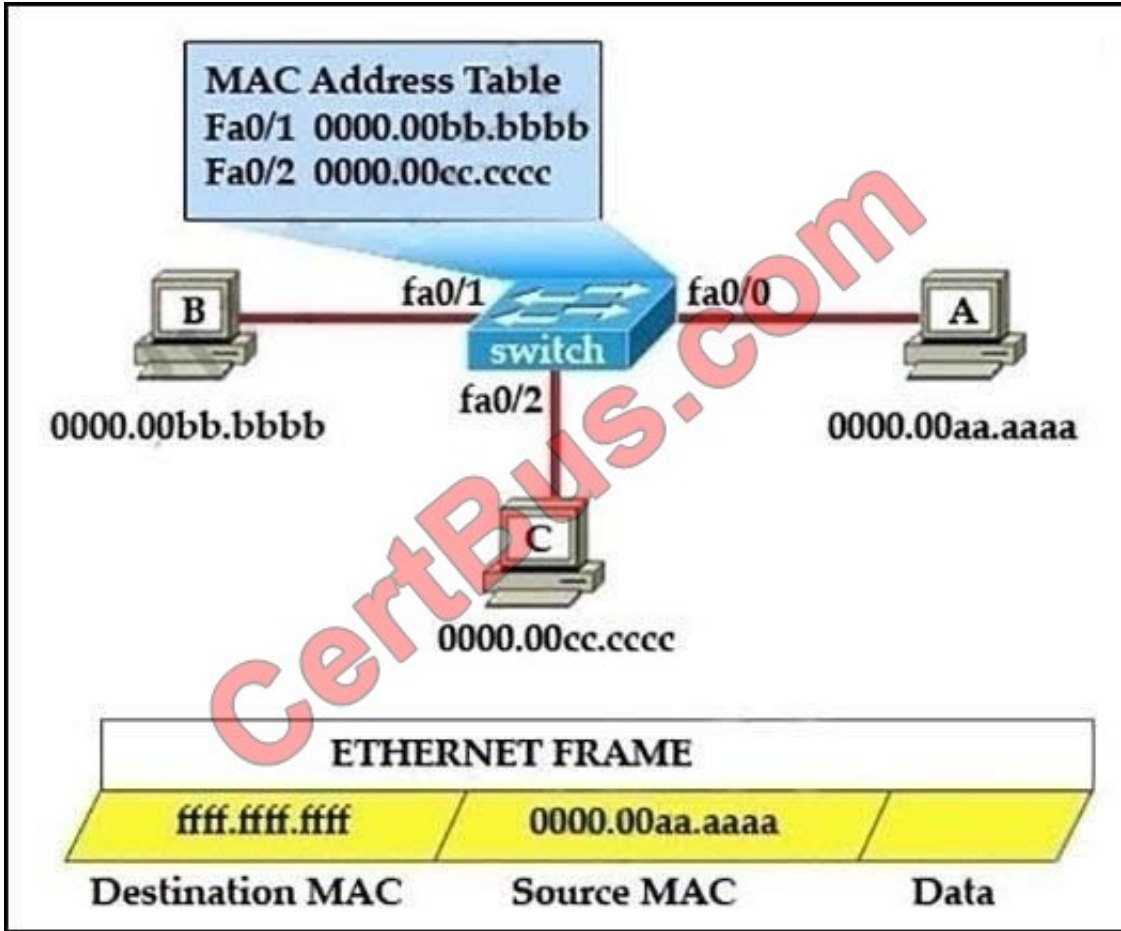 MAC Address Table
Fa0/1 0000.00bb.bbbb
Fa0/2 0000.00cc.cccc
fa0/1
fa0/0
B
A
switch
fa0/2
0000.00bb.bbbb
0000.00aa.aaaa
C
0000.00cc.cccc
CertBus.com
ETHERNET FRAME
ffff.ffff.ffff
0000.00aa.aaaa
Destination MAC
Source MAC
Data